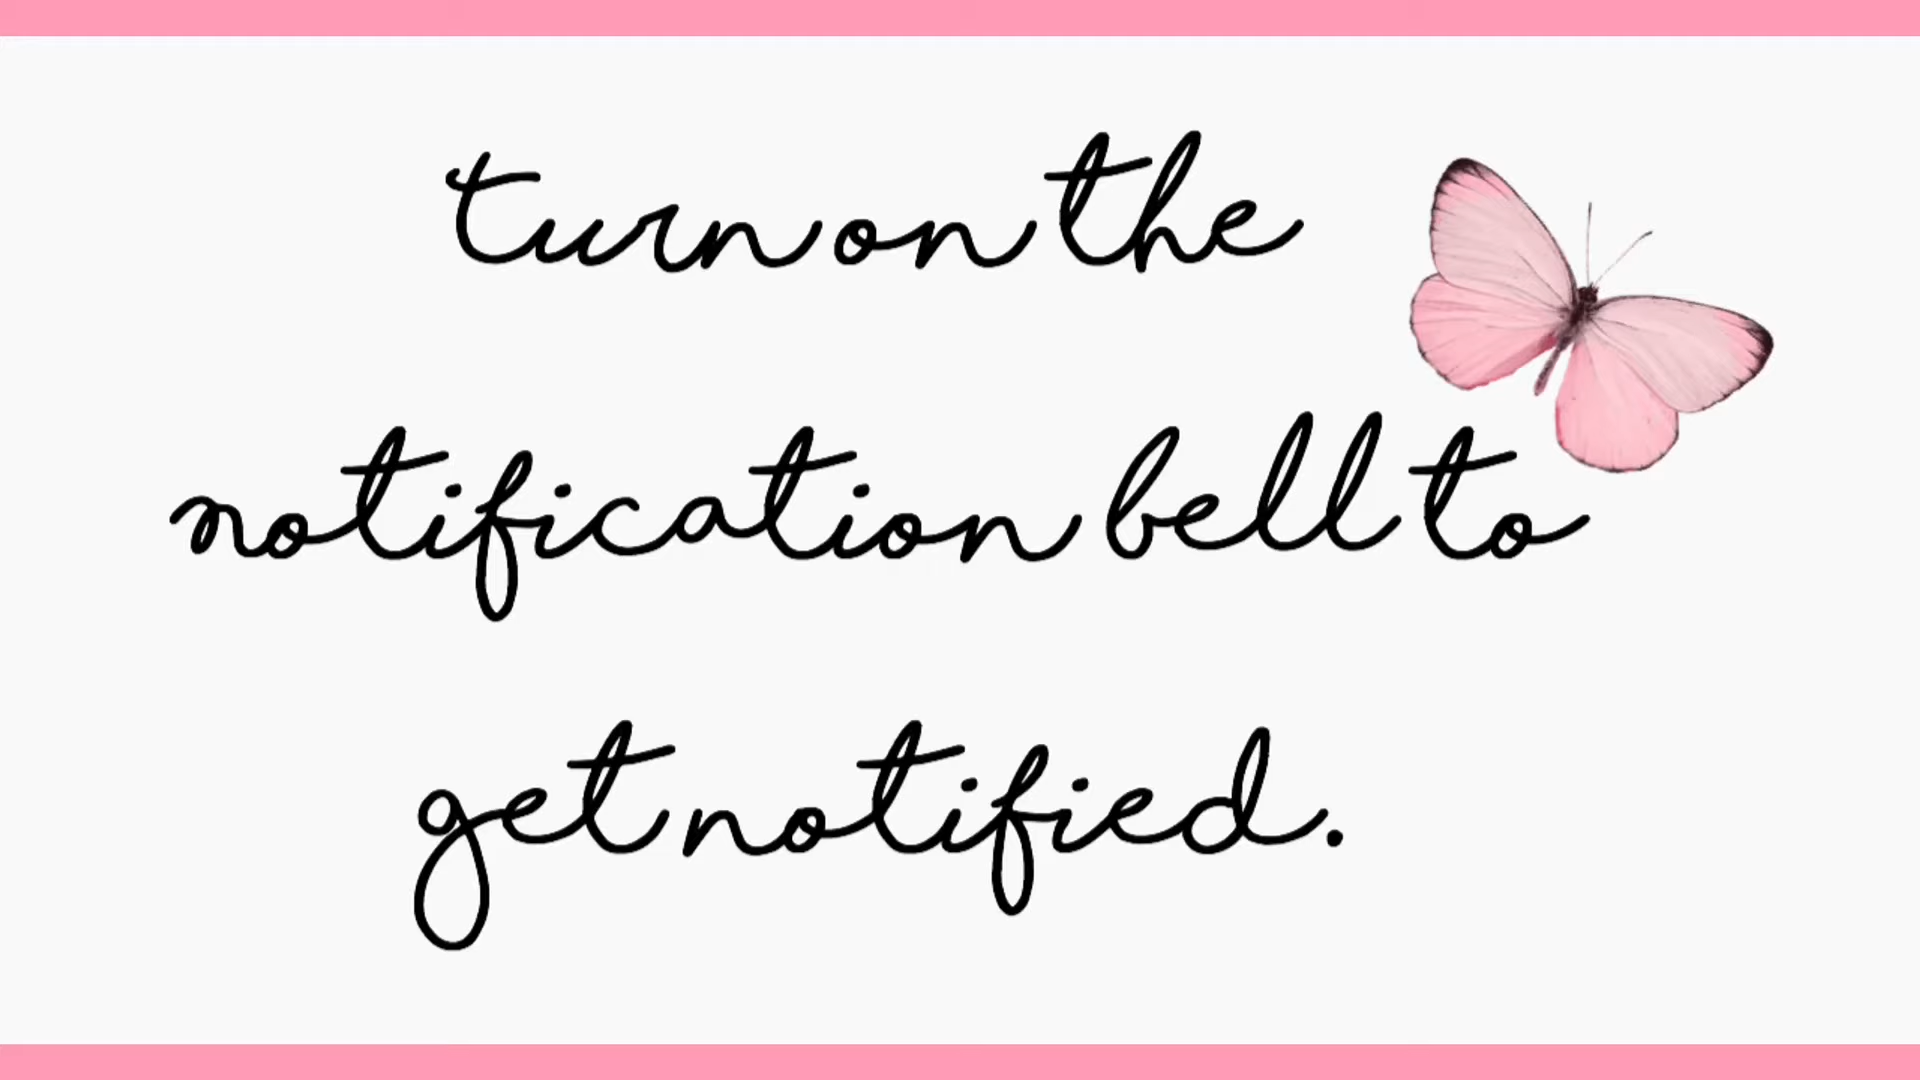 turn on the
notification bell to
get notified.